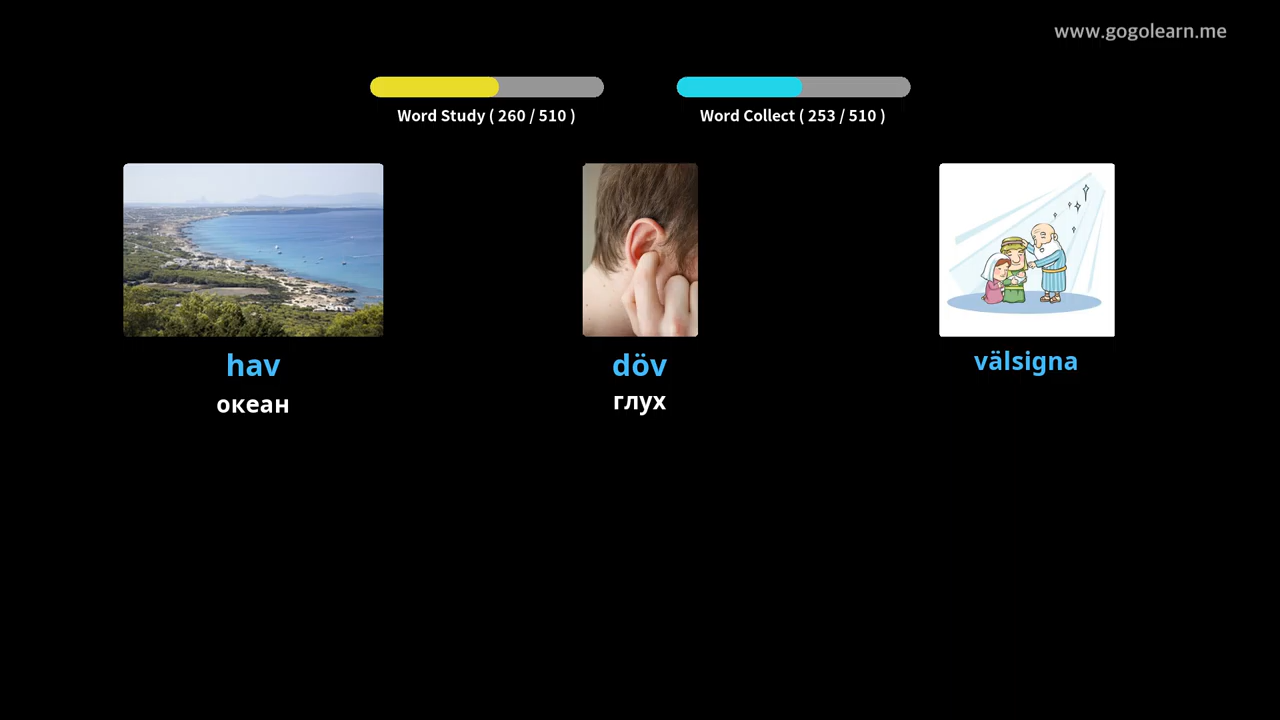 www.gogolearn.me
Word Study ( 260 / 510 )
Word Collect ( 253 / 510 )
hav
океан
döv
глух
välsigna